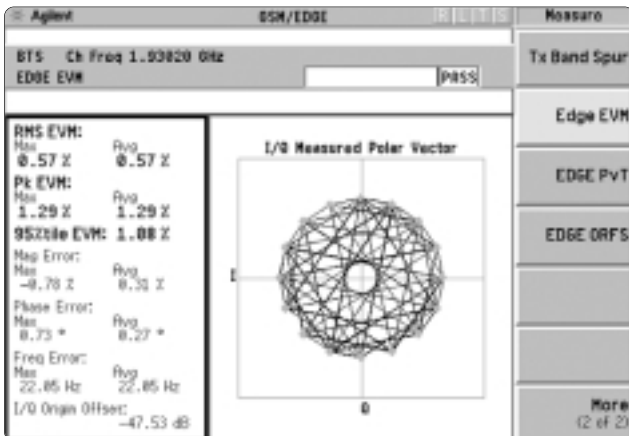 Agilent GSM/EDGE R L T S Measure
BTS Ch Freq 1.93020 GHz
EDGE EVM
PASS
Tx Band Spur
Edge EVM
EDGE PvT
EDGE ORFS
More
(2 of 2)
RMS EVM:
Max Avg
0.57 % 0.57 %
Pk EVM:
Max Avg
1.29 % 1.29 %
95%tile EVM: 1.08 %
Mag Error:
Max Avg
-0.78 % 0.31 %
Phase Error:
Max Avg
0.73 ° 0.27 °
Freq Error:
Max Avg
22.05 Hz 22.05 Hz
I/Q Origin Offset:
-47.53 dB
I/Q Measured Polar Vector
I
Q